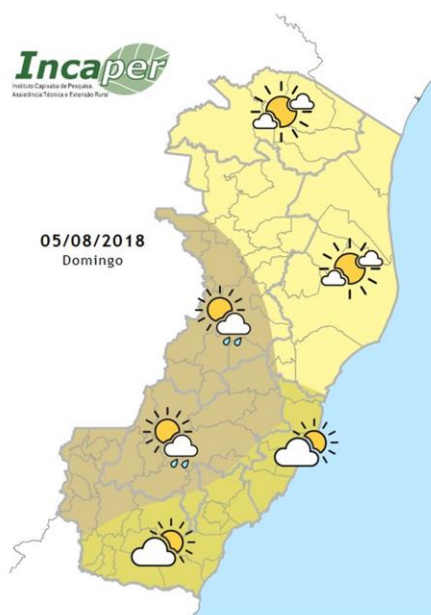 Incaper
Instituto Capixaba de Pesquisa,
Assistência Técnica e Extensão Rural
05/08/2018
Domingo